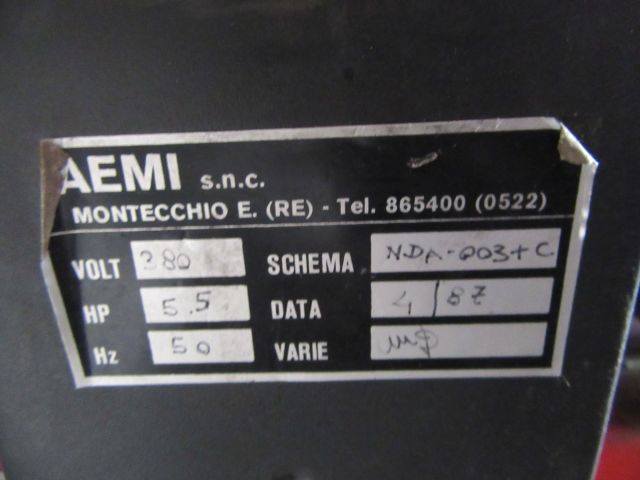 AEMI s.n.c.
MONTECCHIO E. (RE) - Tel. 865400 (0522)
VOLT 380 SCHEMA NDA-003+C
HP 5.5 DATA 4/87
Hz 50 VARIE